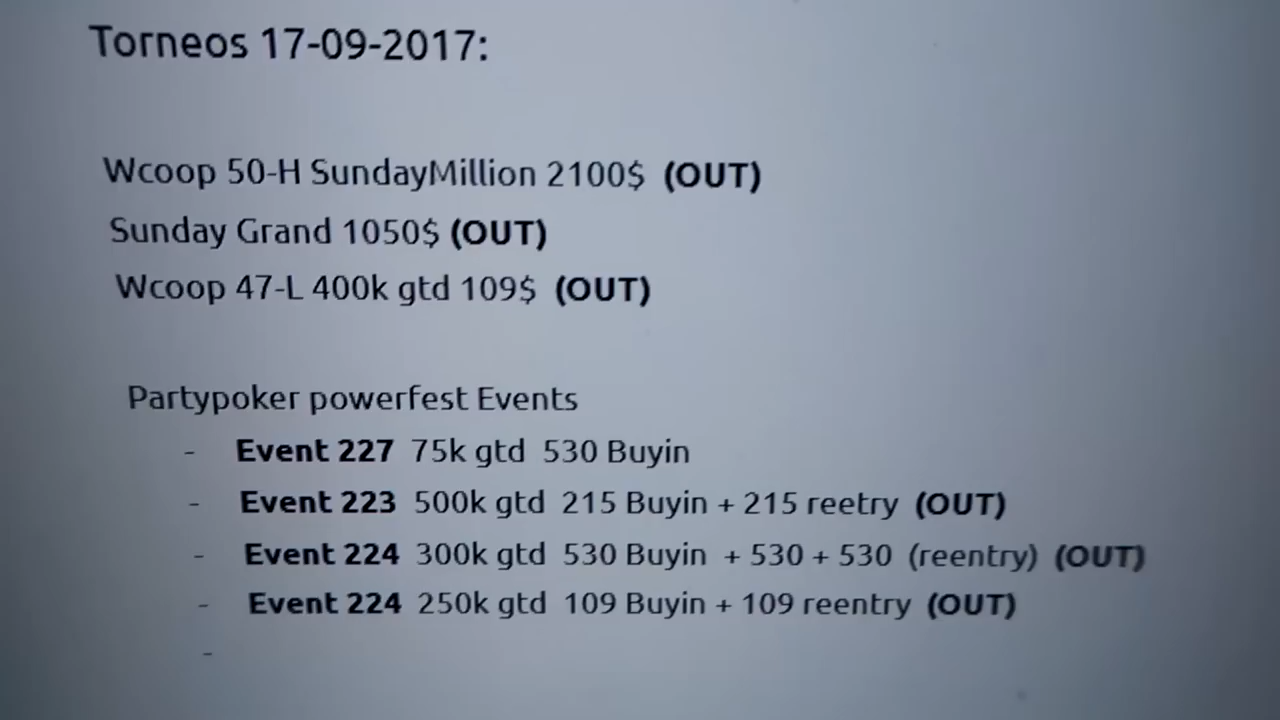 Torneos 17-09-2017:
Wcoop 50-H SundayMillion 2100$ (OUT)
Sunday Grand 1050$ (OUT)
Wcoop 47-L 400k gtd 109$ (OUT)
Partypoker powerfest Events
- Event 227 75k gtd 530 Buyin
- Event 223 500k gtd 215 Buyin + 215 reetry (OUT)
- Event 224 300k gtd 530 Buyin + 530 + 530 (reentry) (OUT)
- Event 224 250k gtd 109 Buyin + 109 reentry (OUT)
-